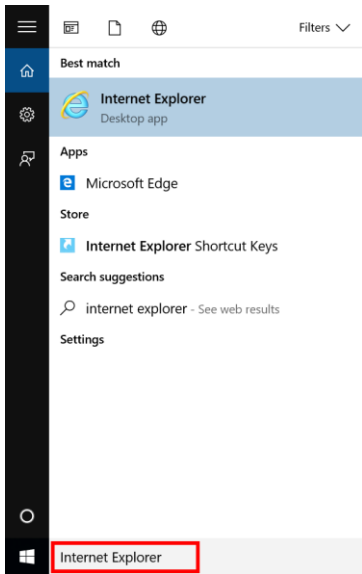 Filters
Best match
Internet Explorer
Desktop app
Apps
Microsoft Edge
Store
Internet Explorer Shortcut Keys
Search suggestions
internet explorer - See web results
Settings
Internet Explorer